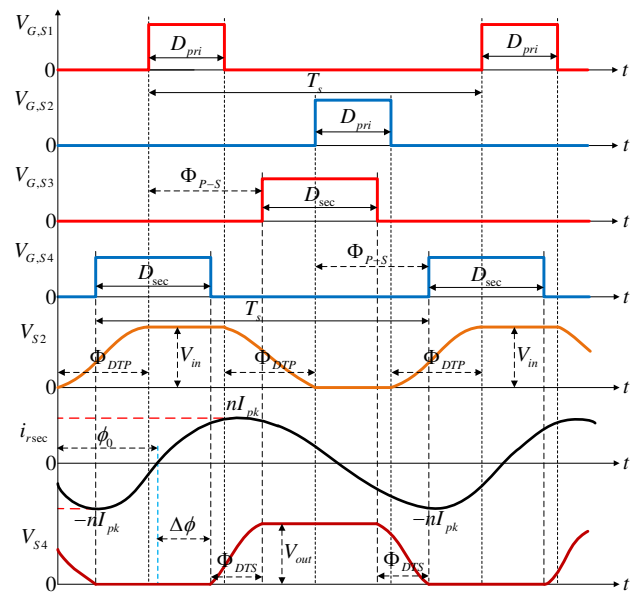 V_{G,S1}
D_{pri}
D_{pri}
0
t
T_s
V_{G,S2}
D_{pri}
0
t
V_{G,S3}
Φ_{P-S}
D_{sec}
0
t
V_{G,S4}
Φ_{P-S}
D_{sec}
D_{sec}
0
t
T_s
V_{S2}
V_{in}
V_{in}
Φ_{DTP}
Φ_{DTP}
Φ_{DTP}
0
t
nI_{pk}
i_{rsec}
ϕ_0
0
t
-nI_{pk}
-nI_{pk}
V_{S4}
Δϕ
V_{out}
Φ_{DTS}
Φ_{DTS}
0
t